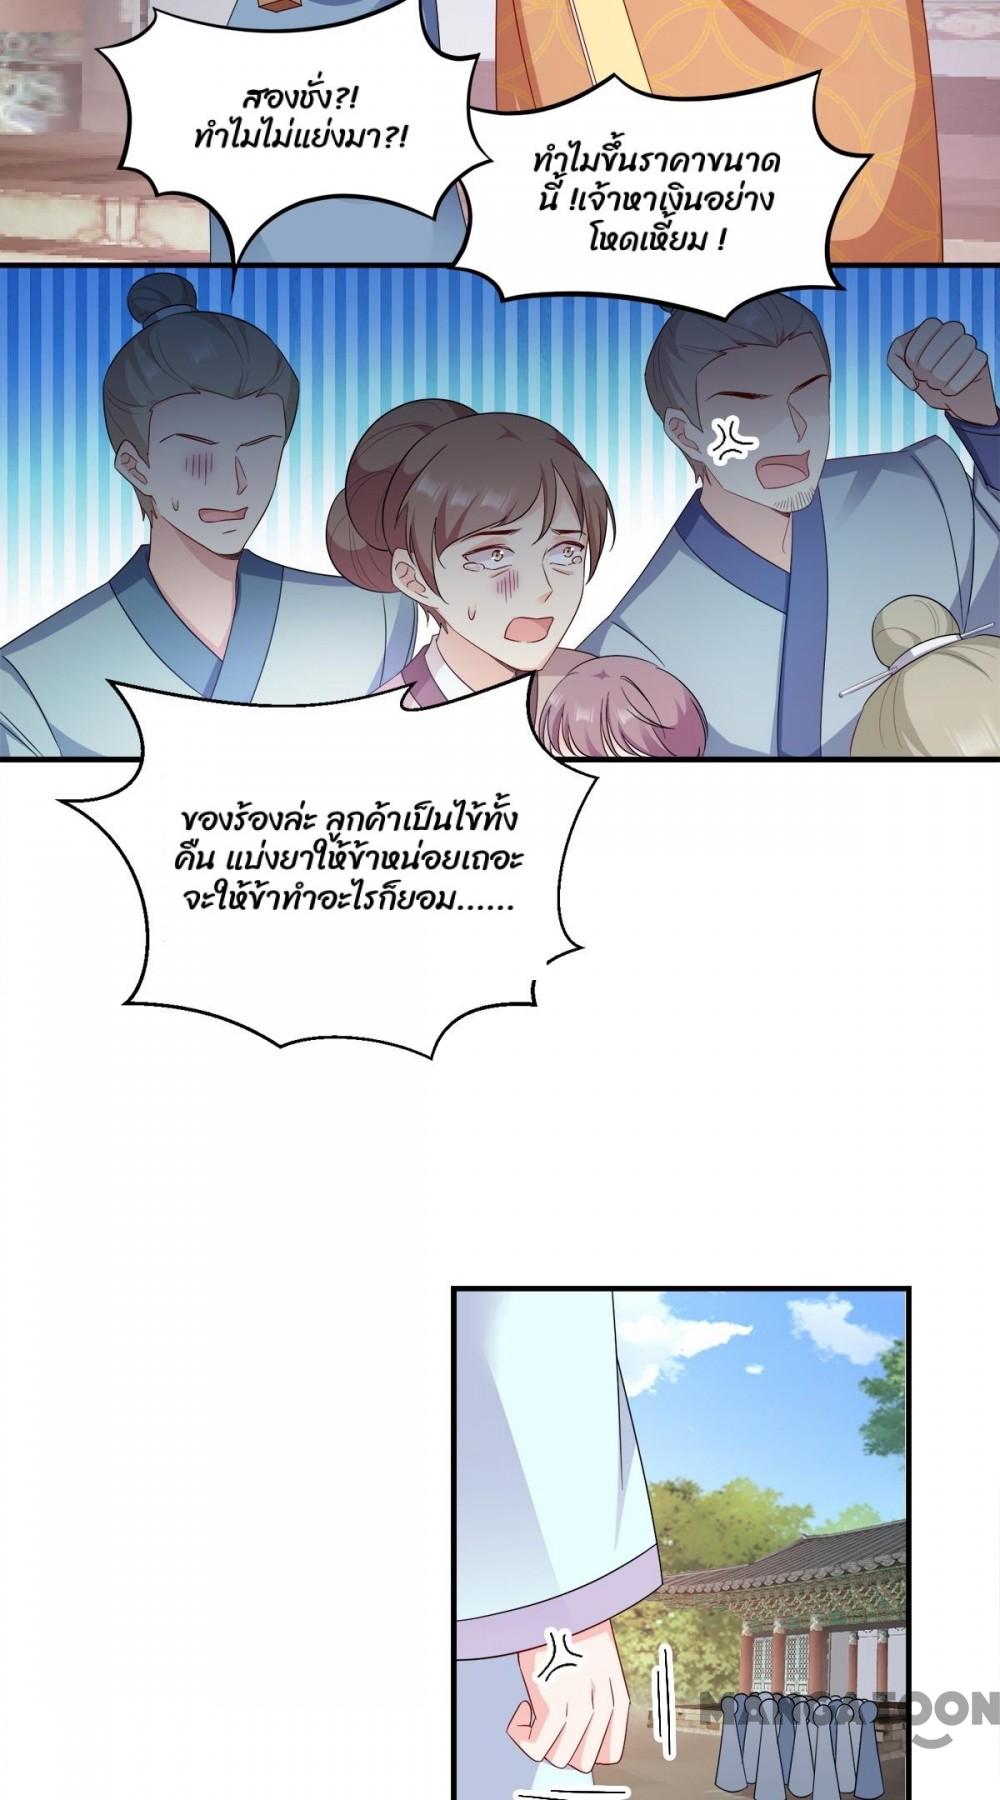 สองชั่ง?!
ทำไมไม่แย่งมา?!
ทำไมขึ้นราคาขนาด
นี้ !เจ้าหาเงินอย่าง
โหดเหี้ยม !
ของร้องล่ะ ลูกค้าเป็นไข้ทั้ง
คืน แบ่งยาให้ข้าหน่อยเถอะ
จะให้ข้าทำอะไรก็ยอม......
MANGATOON